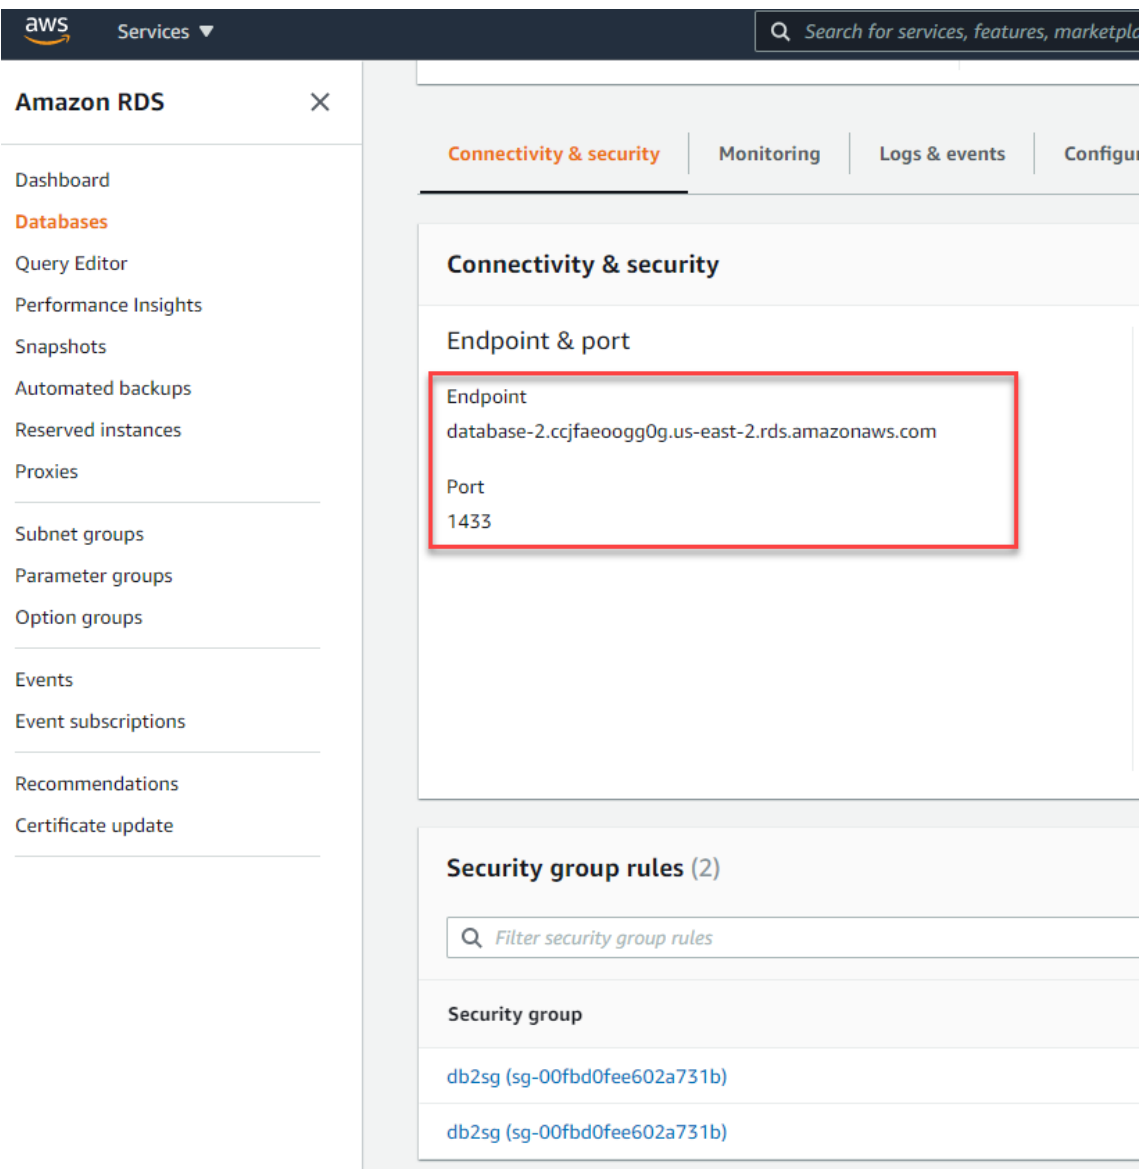 aws
Services ▼
Search for services, features, marketpla
Amazon RDS
Dashboard
Databases
Query Editor
Performance Insights
Snapshots
Automated backups
Reserved instances
Proxies
Subnet groups
Parameter groups
Option groups
Events
Event subscriptions
Recommendations
Certificate update
Connectivity & security
Monitoring
Logs & events
Configur
Connectivity & security
Endpoint & port
Endpoint
database-2.ccjfaeoogg0g.us-east-2.rds.amazonaws.com
Port
1433
Security group rules (2)
Filter security group rules
Security group
db2sg (sg-00fbd0fee602a731b)
db2sg (sg-00fbd0fee602a731b)